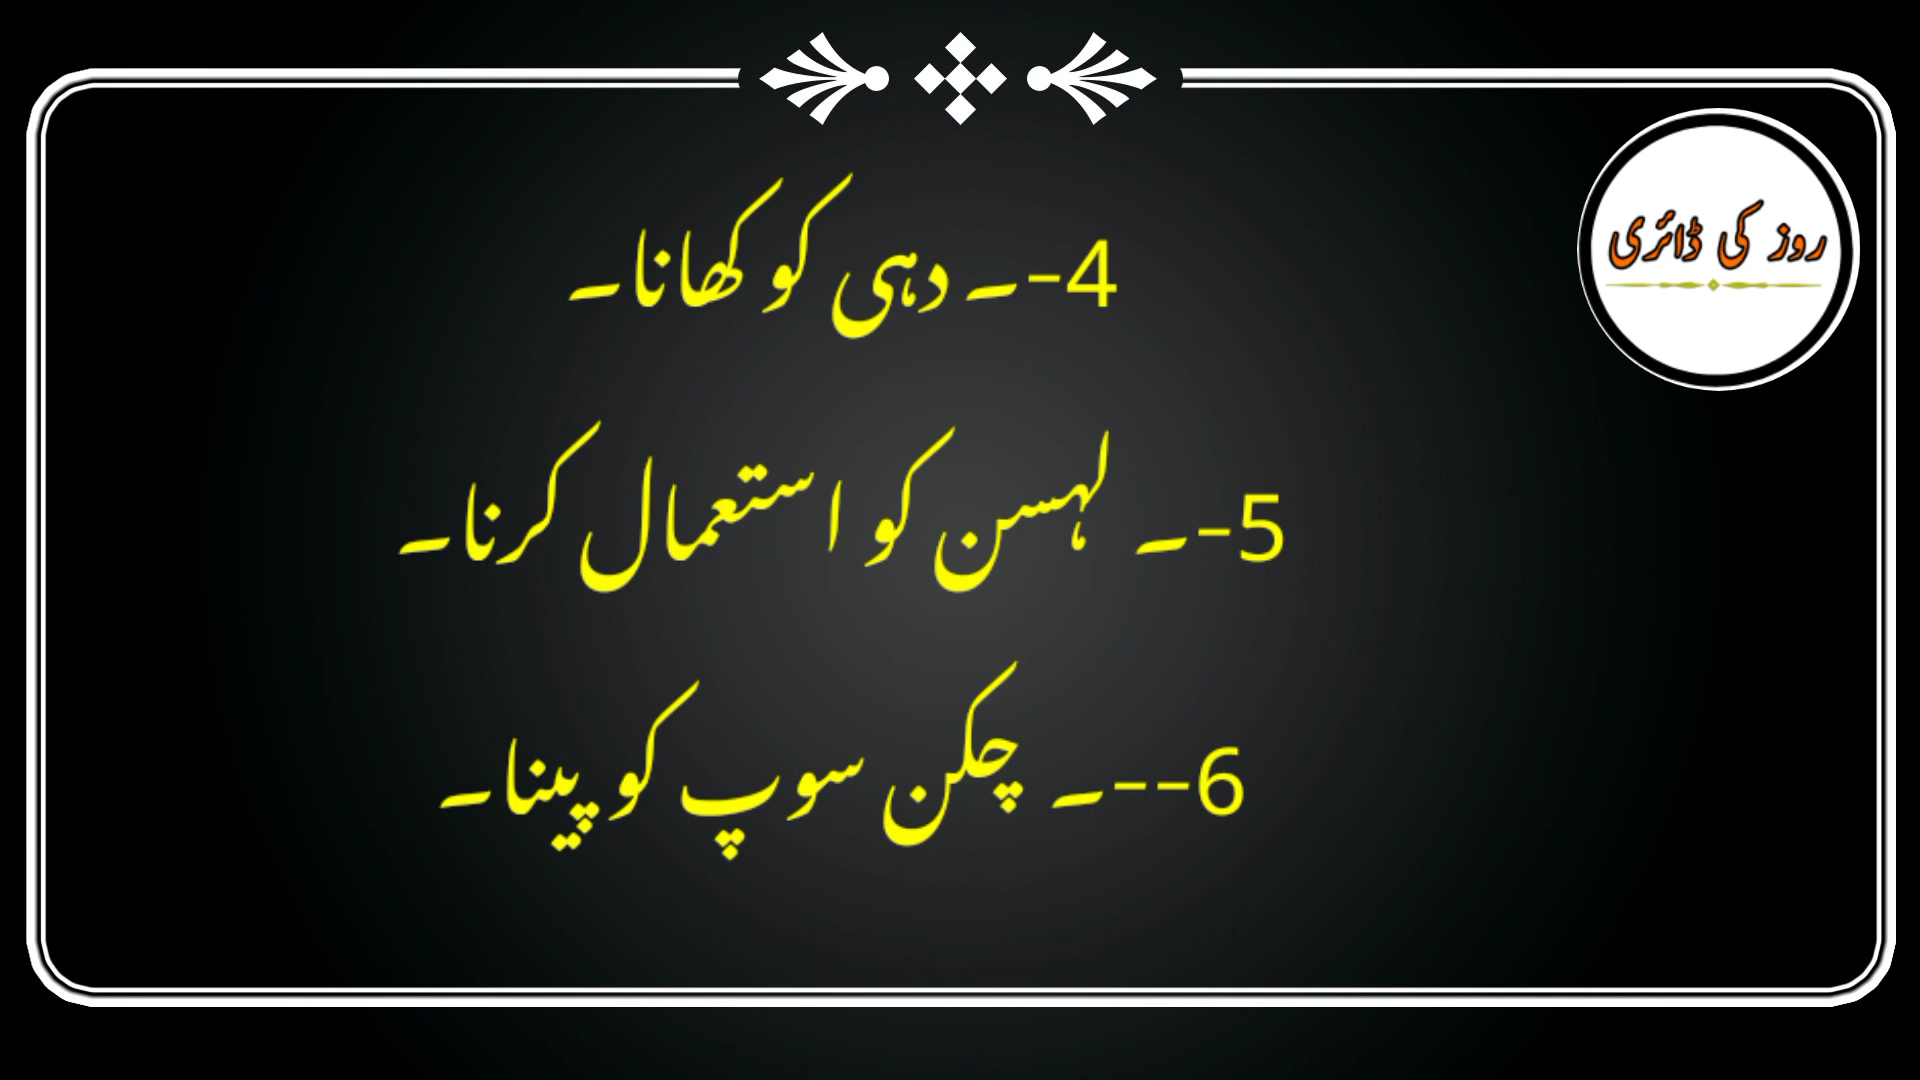 روز کی ڈائری
4-۔ دہی کو کھانا۔
5-۔ لہسن کو استعمال کرنا۔
6--۔ چکن سوپ کو پینا۔